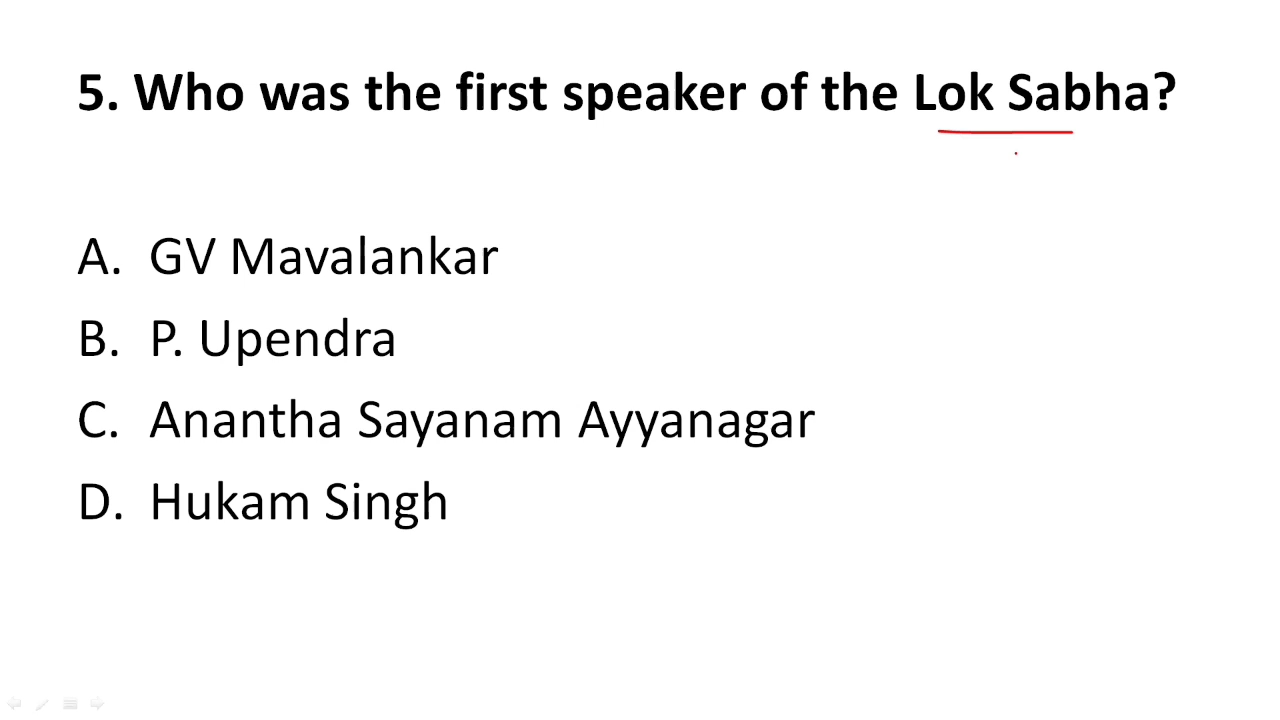 5. Who was the first speaker of the Lok Sabha?
A. GV Mavalankar
B. P. Upendra
C. Anantha Sayanam Ayyanagar
D. Hukam Singh